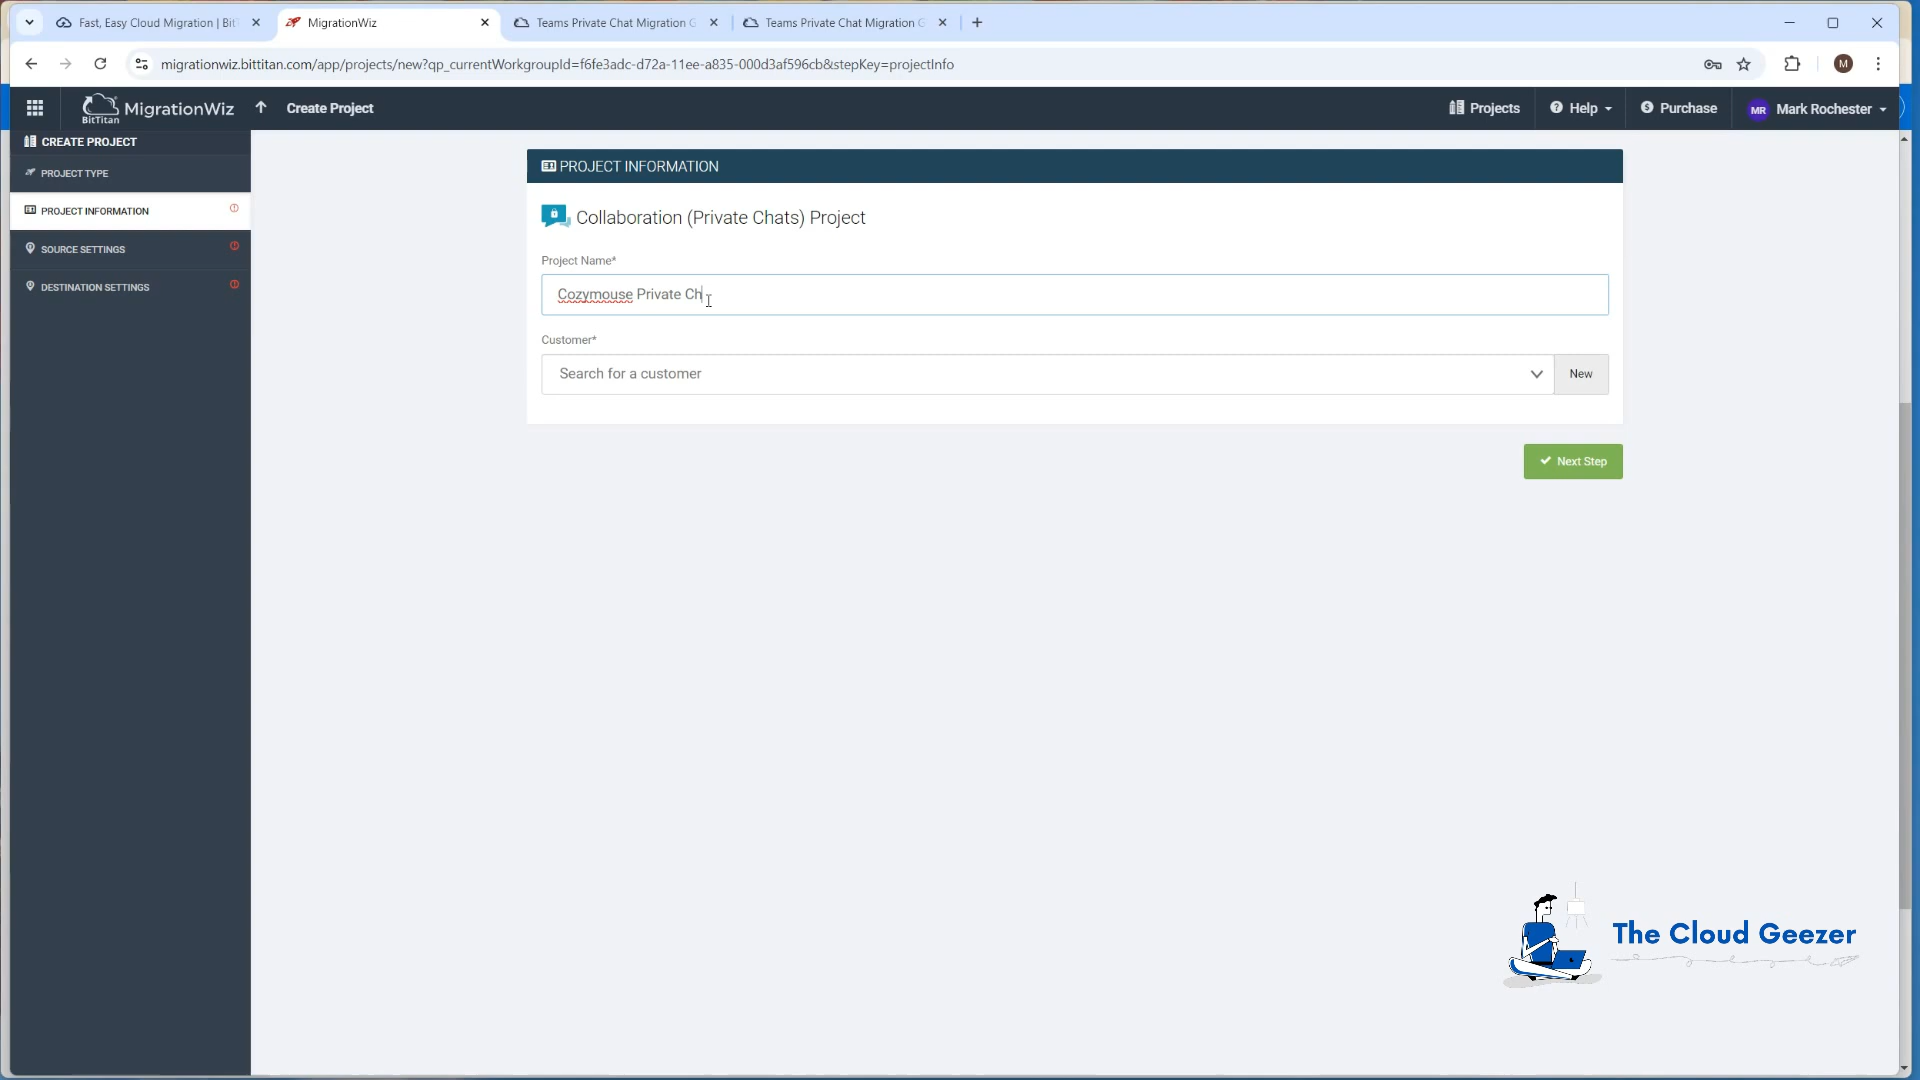 Fast, Easy Cloud Migration | Bit
MigrationWiz
Teams Private Chat Migration G
Teams Private Chat Migration G
migrationwiz.bittitan.com/app/projects/new?qp_currentWorkgroupId=f6fe3adc-d72a-11ee-a835-000d3af596cb&stepKey=projectInfo
M
BitTitan MigrationWiz
Create Project
Projects
Help
Purchase
MR Mark Rochester
CREATE PROJECT
PROJECT TYPE
PROJECT INFORMATION
SOURCE SETTINGS
DESTINATION SETTINGS
PROJECT INFORMATION
Collaboration (Private Chats) Project
Project Name*
Cozymouse Private Ch
Customer*
Search for a customer
New
Next Step
The Cloud Geezer